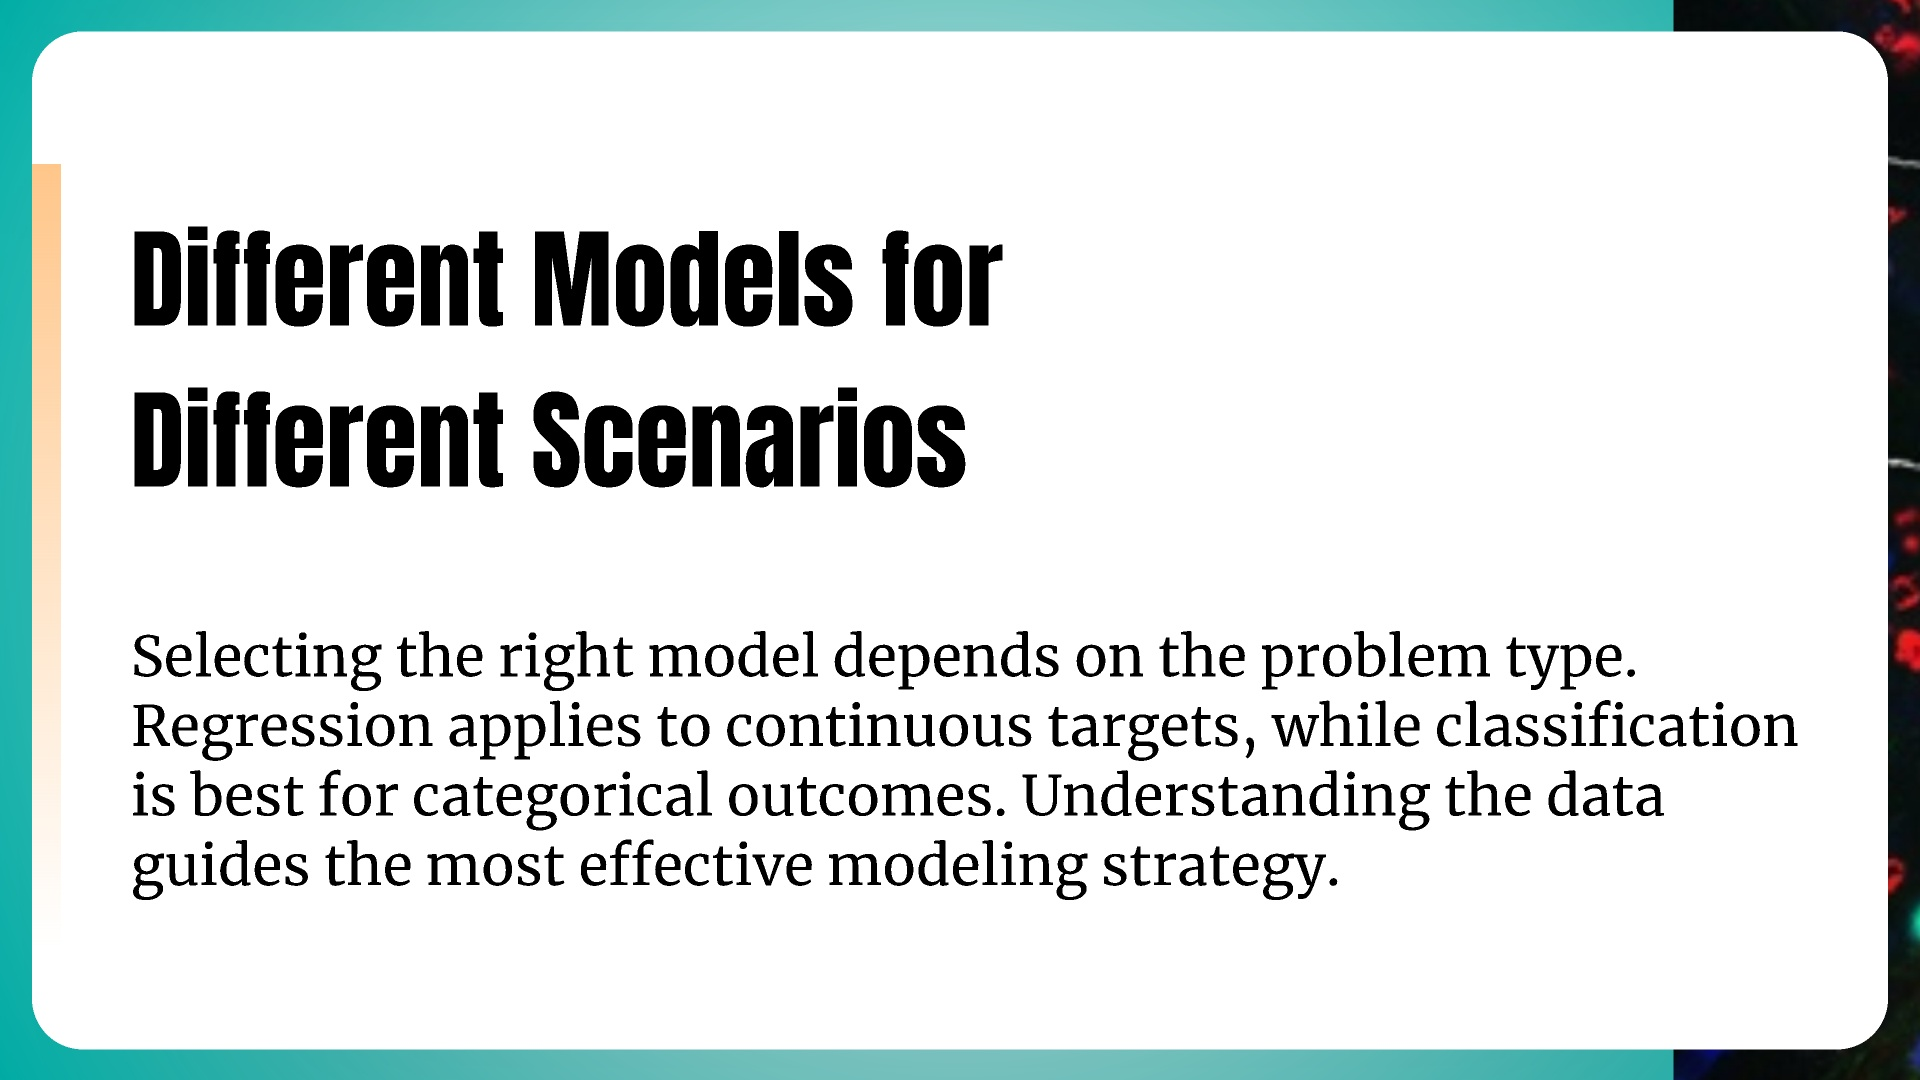 Different Models for
Different Scenarios
Selecting the right model depends on the problem type.
Regression applies to continuous targets, while classification
is best for categorical outcomes. Understanding the data
guides the most effective modeling strategy.